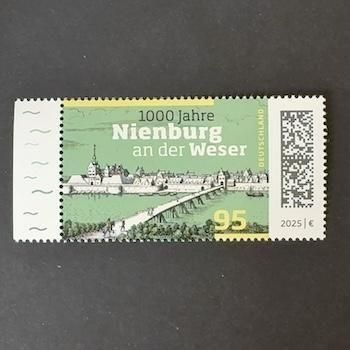 1000 Jahre
Nienburg
an der Weser
DEUTSCHLAND
95
2025 | €